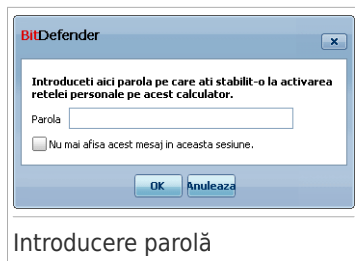 BitDefender
Introduceti aici parola pe care ati stabilit-o la activarea
retelei personale pe acest calculator.
Parola
Nu mai afisa acest mesaj in aceasta sesiune.
OK Anuleaza
Introducere parolă